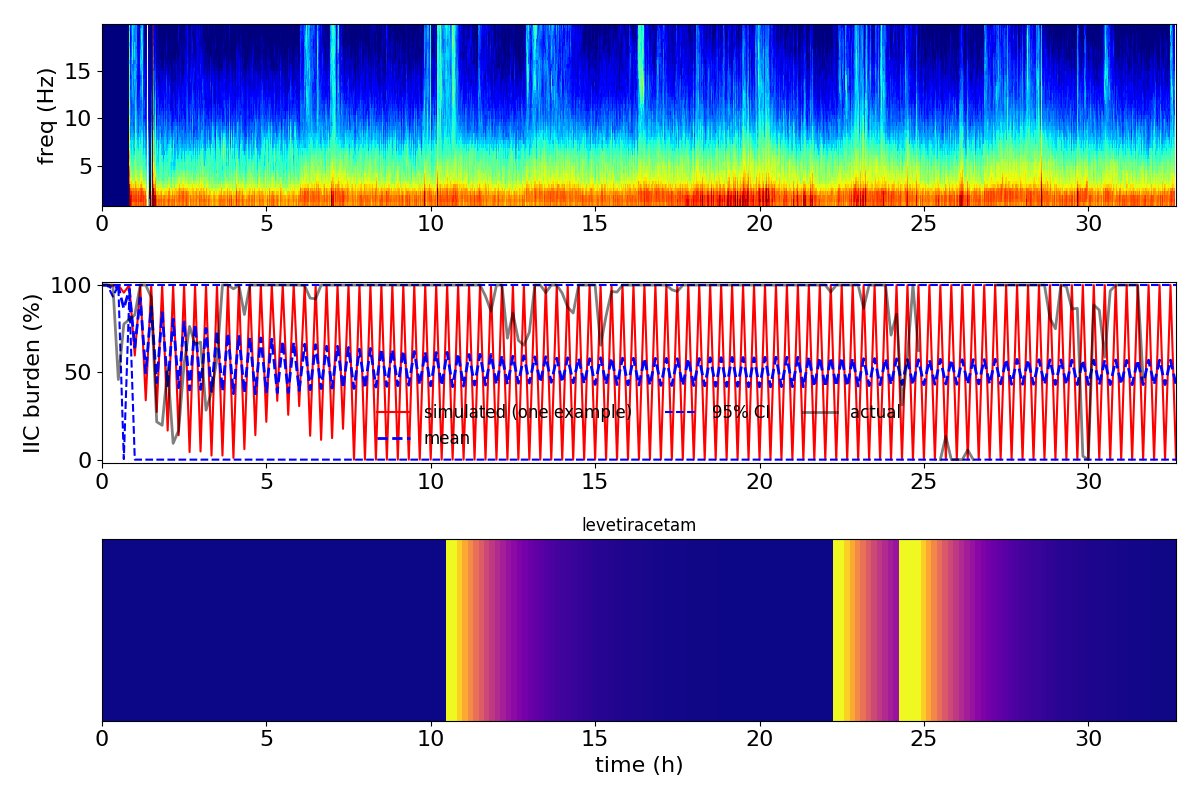 freq (Hz)
15
10
5
0 5 10 15 20 25 30
IIC burden (%)
100
50
0
simulated (one example) 95% CI actual
mean
0 5 10 15 20 25 30
levetiracetam
0 5 10 15 20 25 30
time (h)